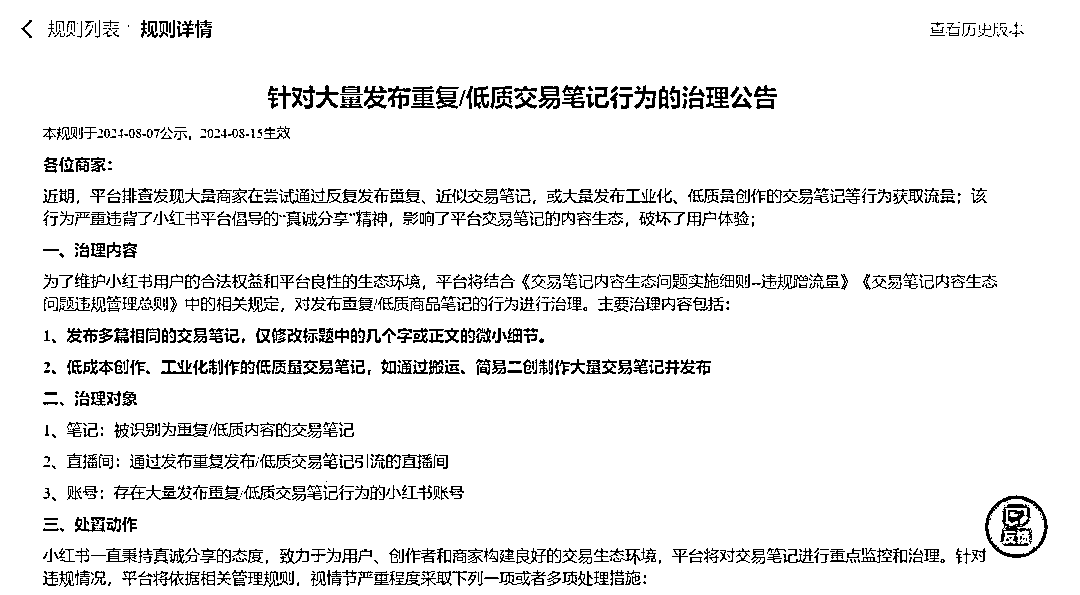 规则列表 · 规则详情
查看历史版本
针对大量发布重复/低质交易笔记行为的治理公告
本规则于2024-08-07公示，2024-08-15生效
各位商家：
近期，平台排查发现大量商家在尝试通过反复发布重复、近似交易笔记，或大量发布工业化、低质量创作的交易笔记等行为获取流量；该
行为严重违背了小红书平台倡导的“真诚分享”精神，影响了平台交易笔记的内容生态，破坏了用户体验；
一、治理内容
为了维护小红书用户的合法权益和平台良性的生态环境，平台将结合《交易笔记内容生态问题实施细则--违规蹭流量》《交易笔记内容生态
问题违规管理总则》中的相关规定，对发布重复/低质商品笔记的行为进行治理。主要治理内容包括：
1、发布多篇相同的交易笔记，仅修改标题中的几个字或正文的微小细节。
2、低成本创作、工业化制作的低质量交易笔记，如通过搬运、简易二创制作大量交易笔记并发布
二、治理对象
1、笔记：被识别为重复/低质内容的交易笔记
2、直播间：通过发布重复发布/低质交易笔记引流的直播间
3、账号：存在大量发布重复/低质交易笔记行为的小红书账号
三、处置动作
小红书一直秉持真诚分享的态度，致力于为用户、创作者和商家构建良好的交易生态环境，平台将对交易笔记进行重点监控和治理。针对
违规情况，平台将依据相关管理规则，视情节严重程度采取下列一项或者多项处理措施：
反馈